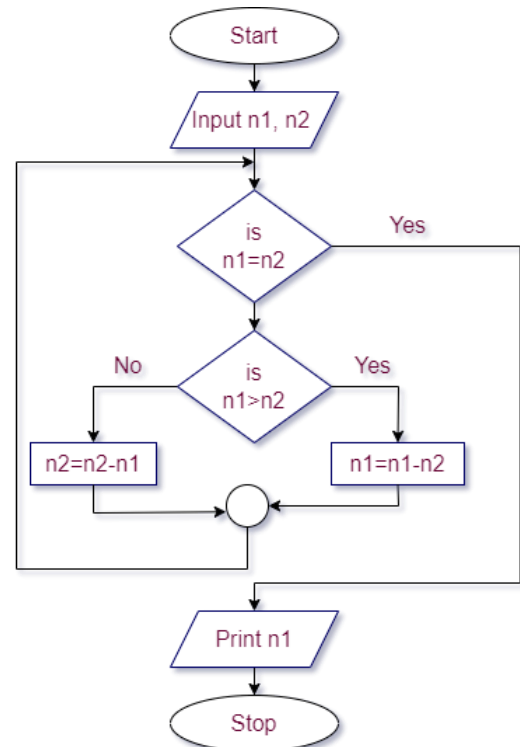 Start
Input n1, n2
is
n1=n2
Yes
is
n1>n2
No
Yes
n2=n2-n1
n1=n1-n2
Print n1
Stop